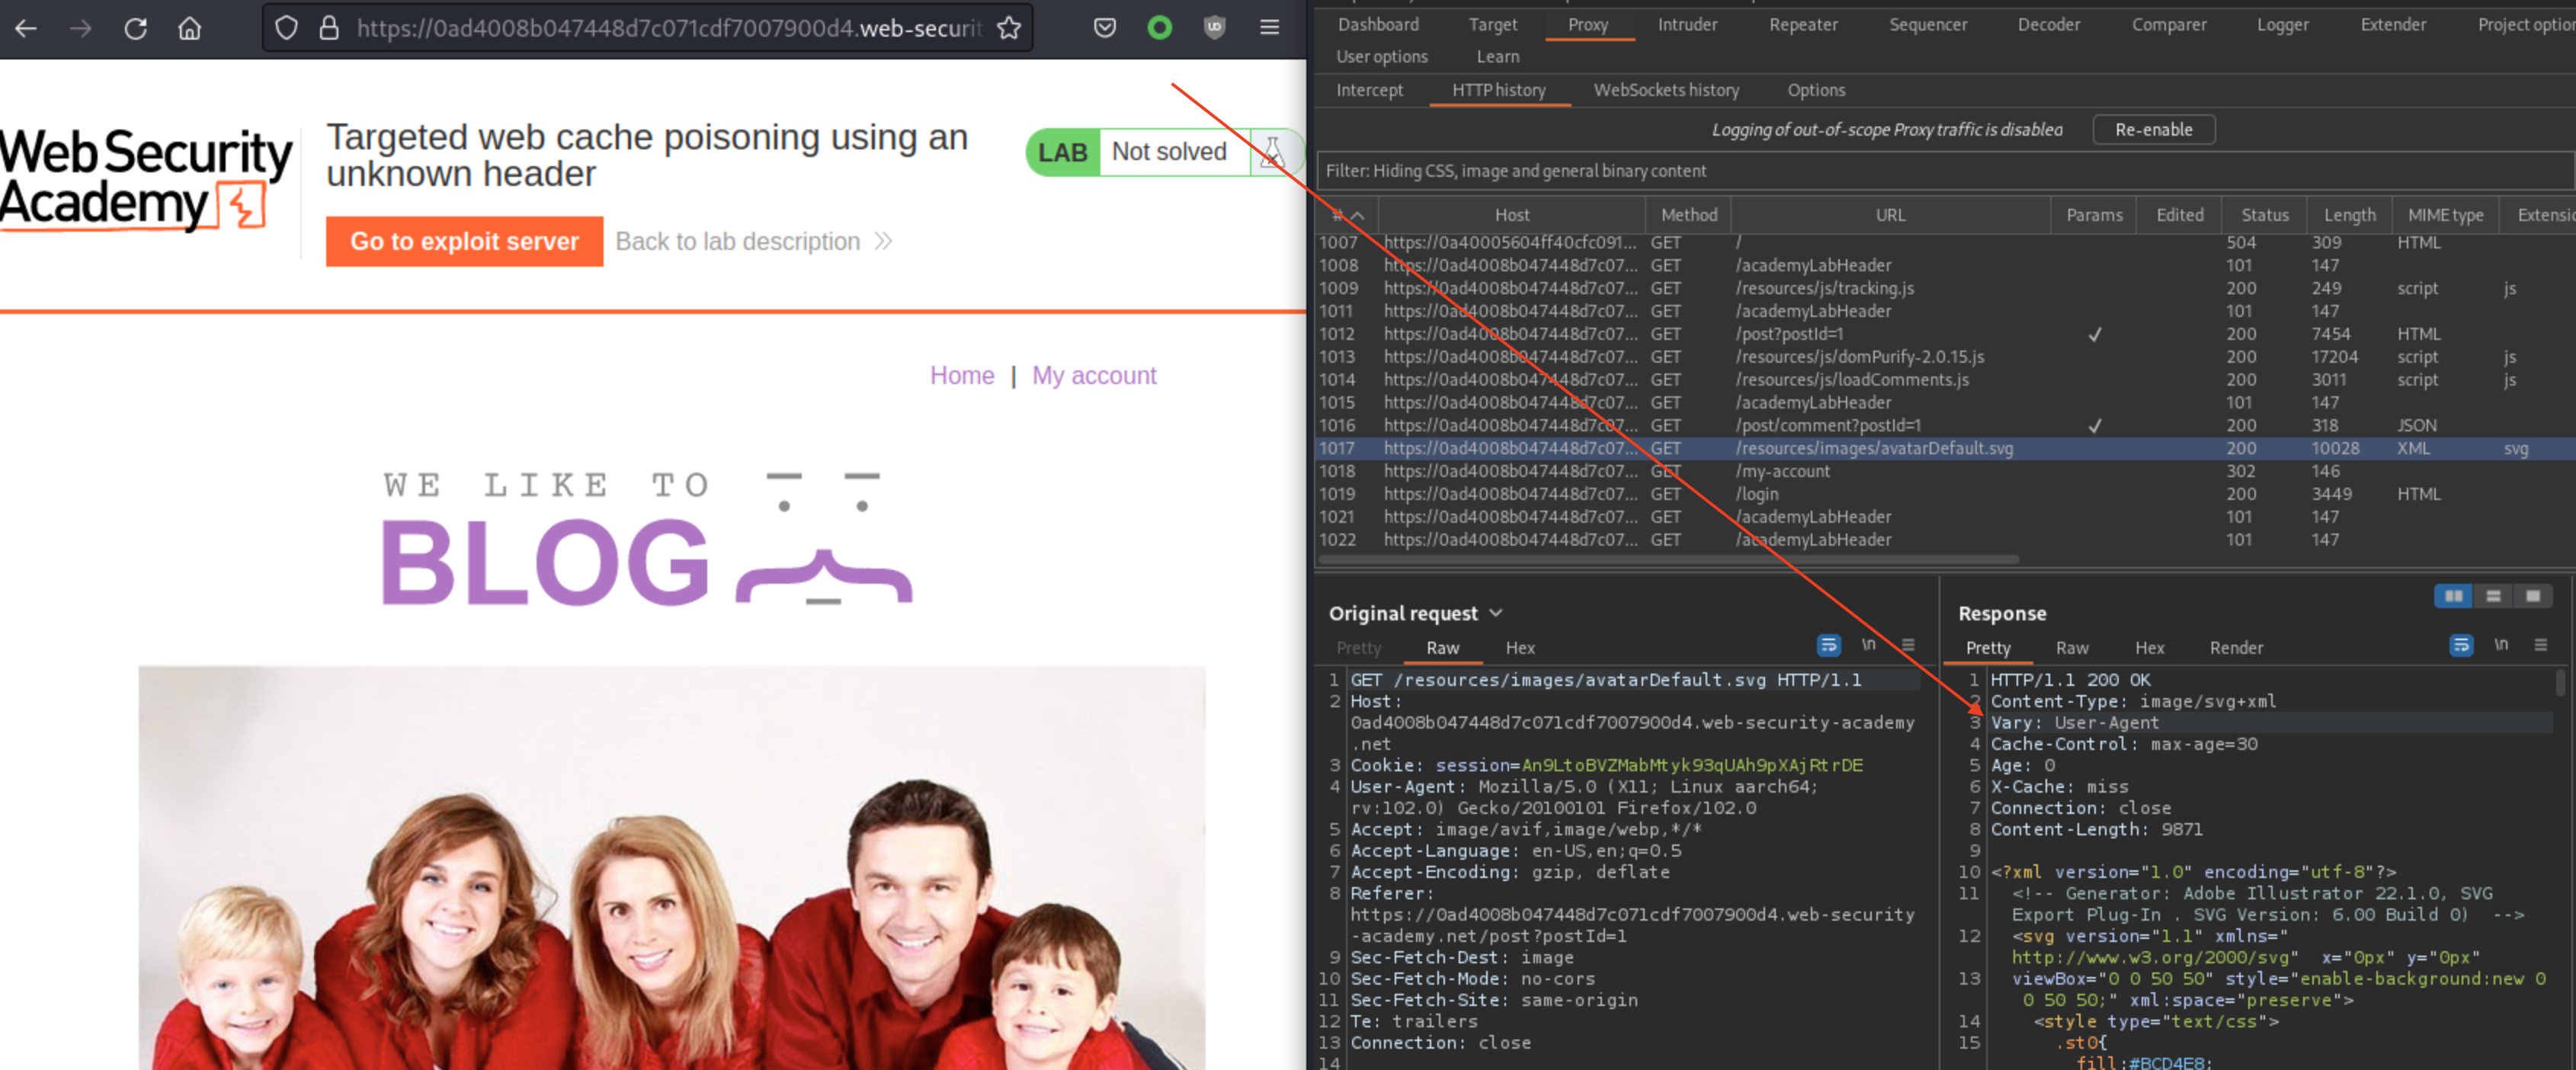 https://0ad4008b047448d7c071cdf7007900d4.web-securit
Web Security
Academy
Targeted web cache poisoning using an
unknown header
LAB Not solved
Go to exploit server
Back to lab description
Home | My account
WE LIKE TO
BLOG
Dashboard Target Proxy Intruder Repeater Sequencer Decoder Comparer Logger Extender Project option
User options Learn
Intercept HTTP history WebSockets history Options
Logging of out-of-scope Proxy traffic is disabled Re-enable
Filter: Hiding CSS, image and general binary content
# Host Method URL Params Edited Status Length MIME type Extensio
1007 https://0a40005604ff40cfc091... GET / 504 309 HTML
1008 https://0ad4008b047448d7c07... GET /academyLabHeader 101 147
1009 https://0ad4008b047448d7c07... GET /resources/js/tracking.js 200 249 script js
1011 https://0ad4008b047448d7c07... GET /academyLabHeader 101 147
1012 https://0ad4008b047448d7c07... GET /post?postId=1 ✓ 200 7454 HTML
1013 https://0ad4008b047448d7c07... GET /resources/js/domPurify-2.0.15.js 200 17204 script js
1014 https://0ad4008b047448d7c07... GET /resources/js/loadComments.js 200 3011 script js
1015 https://0ad4008b047448d7c07... GET /academyLabHeader 101 147
1016 https://0ad4008b047448d7c07... GET /post/comment?postId=1 ✓ 200 318 JSON
1017 https://0ad4008b047448d7c07... GET /resources/images/avatarDefault.svg 200 10028 XML svg
1018 https://0ad4008b047448d7c07... GET /my-account 302 146
1019 https://0ad4008b047448d7c07... GET /login 200 3449 HTML
1021 https://0ad4008b047448d7c07... GET /academyLabHeader 101 147
1022 https://0ad4008b047448d7c07... GET /academyLabHeader 101 147
Original request
Pretty Raw Hex \n
1 GET /resources/images/avatarDefault.svg HTTP/1.1
2 Host:
0ad4008b047448d7c071cdf7007900d4.web-security-academy
.net
3 Cookie: session=An9LtoBVZMabMtyk93qUAh9pXAjRtrDE
4 User-Agent: Mozilla/5.0 (X11; Linux aarch64;
rv:102.0) Gecko/20100101 Firefox/102.0
5 Accept: image/avif,image/webp,*/*
6 Accept-Language: en-US,en;q=0.5
7 Accept-Encoding: gzip, deflate
8 Referer:
https://0ad4008b047448d7c071cdf7007900d4.web-security
-academy.net/post?postId=1
9 Sec-Fetch-Dest: image
10 Sec-Fetch-Mode: no-cors
11 Sec-Fetch-Site: same-origin
12 Te: trailers
13 Connection: close
14
Response
Pretty Raw Hex Render \n
1 HTTP/1.1 200 OK
2 Content-Type: image/svg+xml
3 Vary: User-Agent
4 Cache-Control: max-age=30
5 Age: 0
6 X-Cache: miss
7 Connection: close
8 Content-Length: 9871
9
10 <?xml version="1.0" encoding="utf-8"?>
11 <!-- Generator: Adobe Illustrator 22.1.0, SVG
Export Plug-In . SVG Version: 6.00 Build 0) -->
12 <svg version="1.1" xmlns="
http://www.w3.org/2000/svg" x="0px" y="0px"
13 viewBox="0 0 50 50" style="enable-background:new 0
0 50 50;" xml:space="preserve">
14 <style type="text/css">
15 .st0{
fill:#BCD4E8;